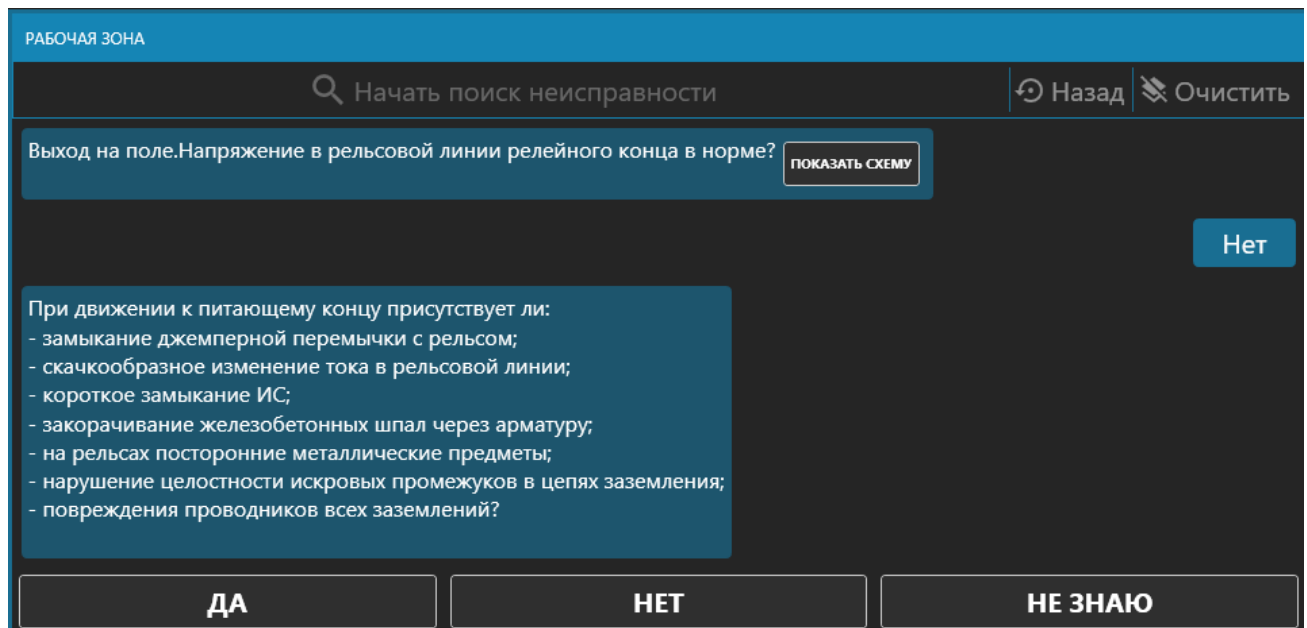 РАБОЧАЯ ЗОНА
Начать поиск неисправности
Назад
Очистить
Выход на поле.Напряжение в рельсовой линии релейного конца в норме?
ПОКАЗАТЬ СХЕМУ
Нет
При движении к питающему концу присутствует ли:
- замыкание джемперной перемычки с рельсом;
- скачкообразное изменение тока в рельсовой линии;
- короткое замыкание ИС;
- закорачивание железобетонных шпал через арматуру;
- на рельсах посторонние металлические предметы;
- нарушение целостности искровых промежуков в цепях заземления;
- повреждения проводников всех заземлений?
ДА
НЕТ
НЕ ЗНАЮ